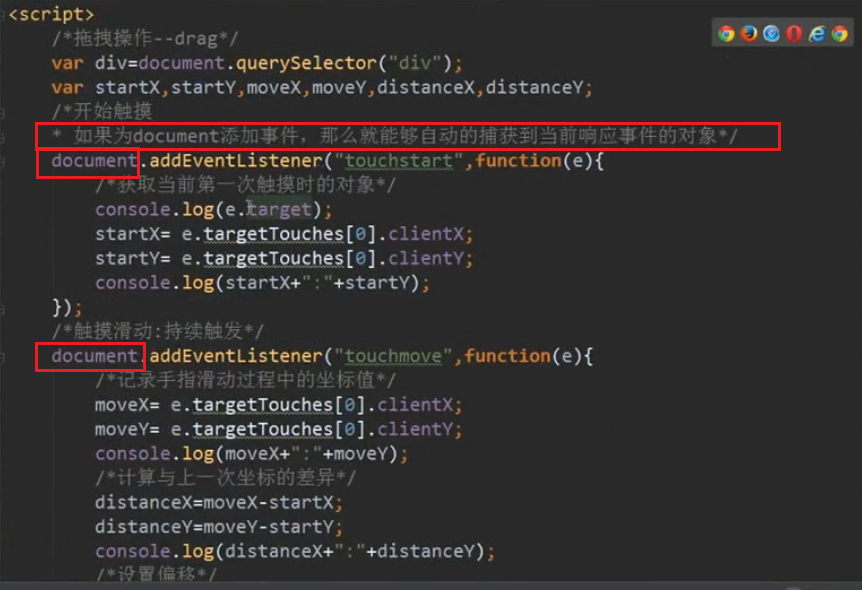 <script>
/*拖拽操作--drag*/
var div=document.querySelector("div");
var startX,startY,moveX,moveY,distanceX,distanceY;
/*开始触摸
* 如果为document添加事件，那么就能够自动的捕获到当前响应事件的对象*/
document.addEventListener("touchstart",function(e){
/*获取当前第一次触摸时的对象*/
console.log(e.target);
startX= e.targetTouches[0].clientX;
startY= e.targetTouches[0].clientY;
console.log(startX+":"+startY);
});
/*触摸滑动:持续触发*/
document.addEventListener("touchmove",function(e){
/*记录手指滑动过程中的坐标值*/
moveX= e.targetTouches[0].clientX;
moveY= e.targetTouches[0].clientY;
console.log(moveX+":"+moveY);
/*计算与上一次坐标的差异*/
distanceX=moveX-startX;
distanceY=moveY-startY;
console.log(distanceX+":"+distanceY);
/*设置偏移*/